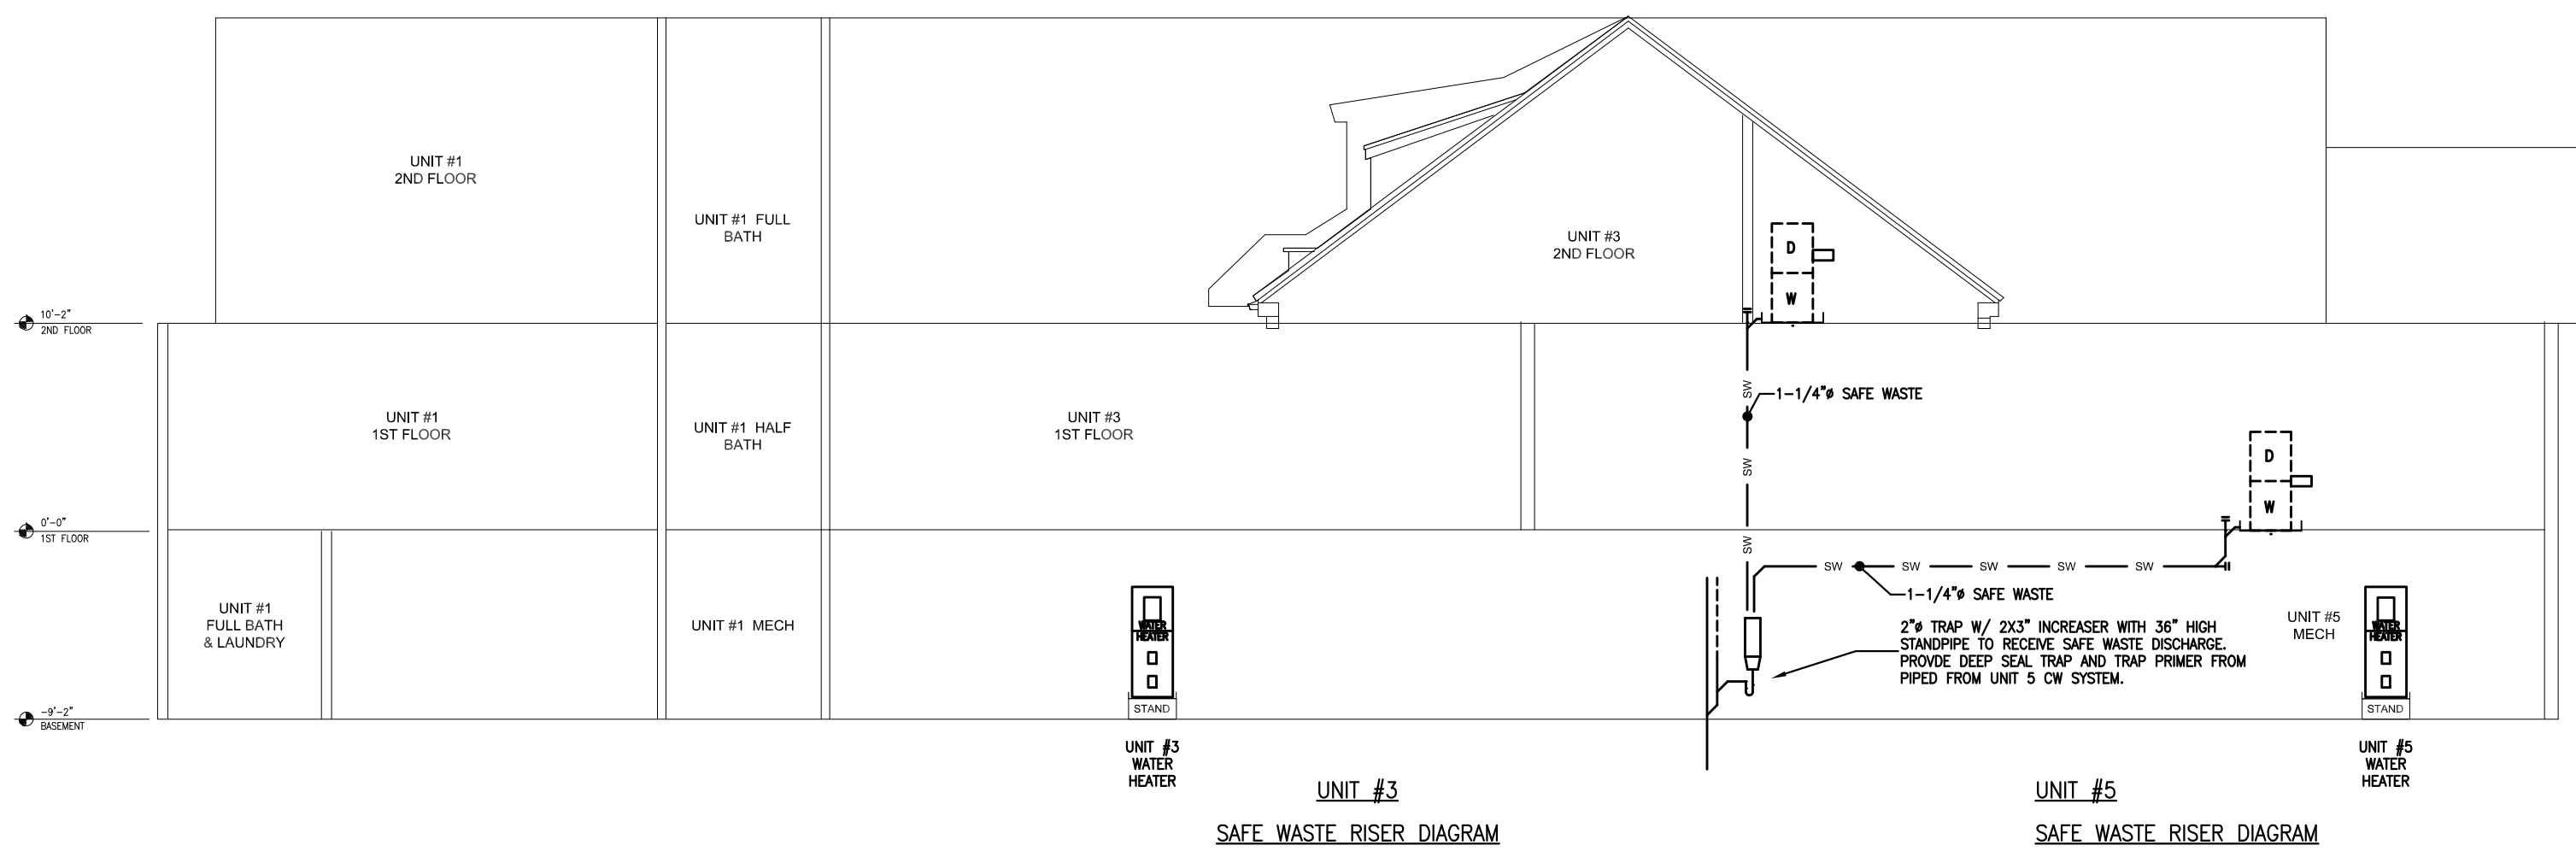 UNIT #1
2ND FLOOR
UNIT #1 FULL
BATH
UNIT #3
2ND FLOOR
D
W
10'-2"
2ND FLOOR
UNIT #1
1ST FLOOR
UNIT #1 HALF
BATH
UNIT #3
1ST FLOOR
SW
1-1/4"ø SAFE WASTE
SW
D
W
0'-0"
1ST FLOOR
SW
SW SW SW SW SW
1-1/4"ø SAFE WASTE
UNIT #1
FULL BATH
& LAUNDRY
UNIT #1 MECH
WATER
HEATER
STAND
2"ø TRAP W/ 2X3" INCREASER WITH 36" HIGH
STANDPIPE TO RECEIVE SAFE WASTE DISCHARGE.
PROVDE DEEP SEAL TRAP AND TRAP PRIMER FROM
PIPED FROM UNIT 5 CW SYSTEM.
UNIT #5
MECH
WATER
HEATER
STAND
-9'-2"
BASEMENT
UNIT #3
WATER
HEATER
UNIT #5
WATER
HEATER
UNIT #3
SAFE WASTE RISER DIAGRAM
UNIT #5
SAFE WASTE RISER DIAGRAM